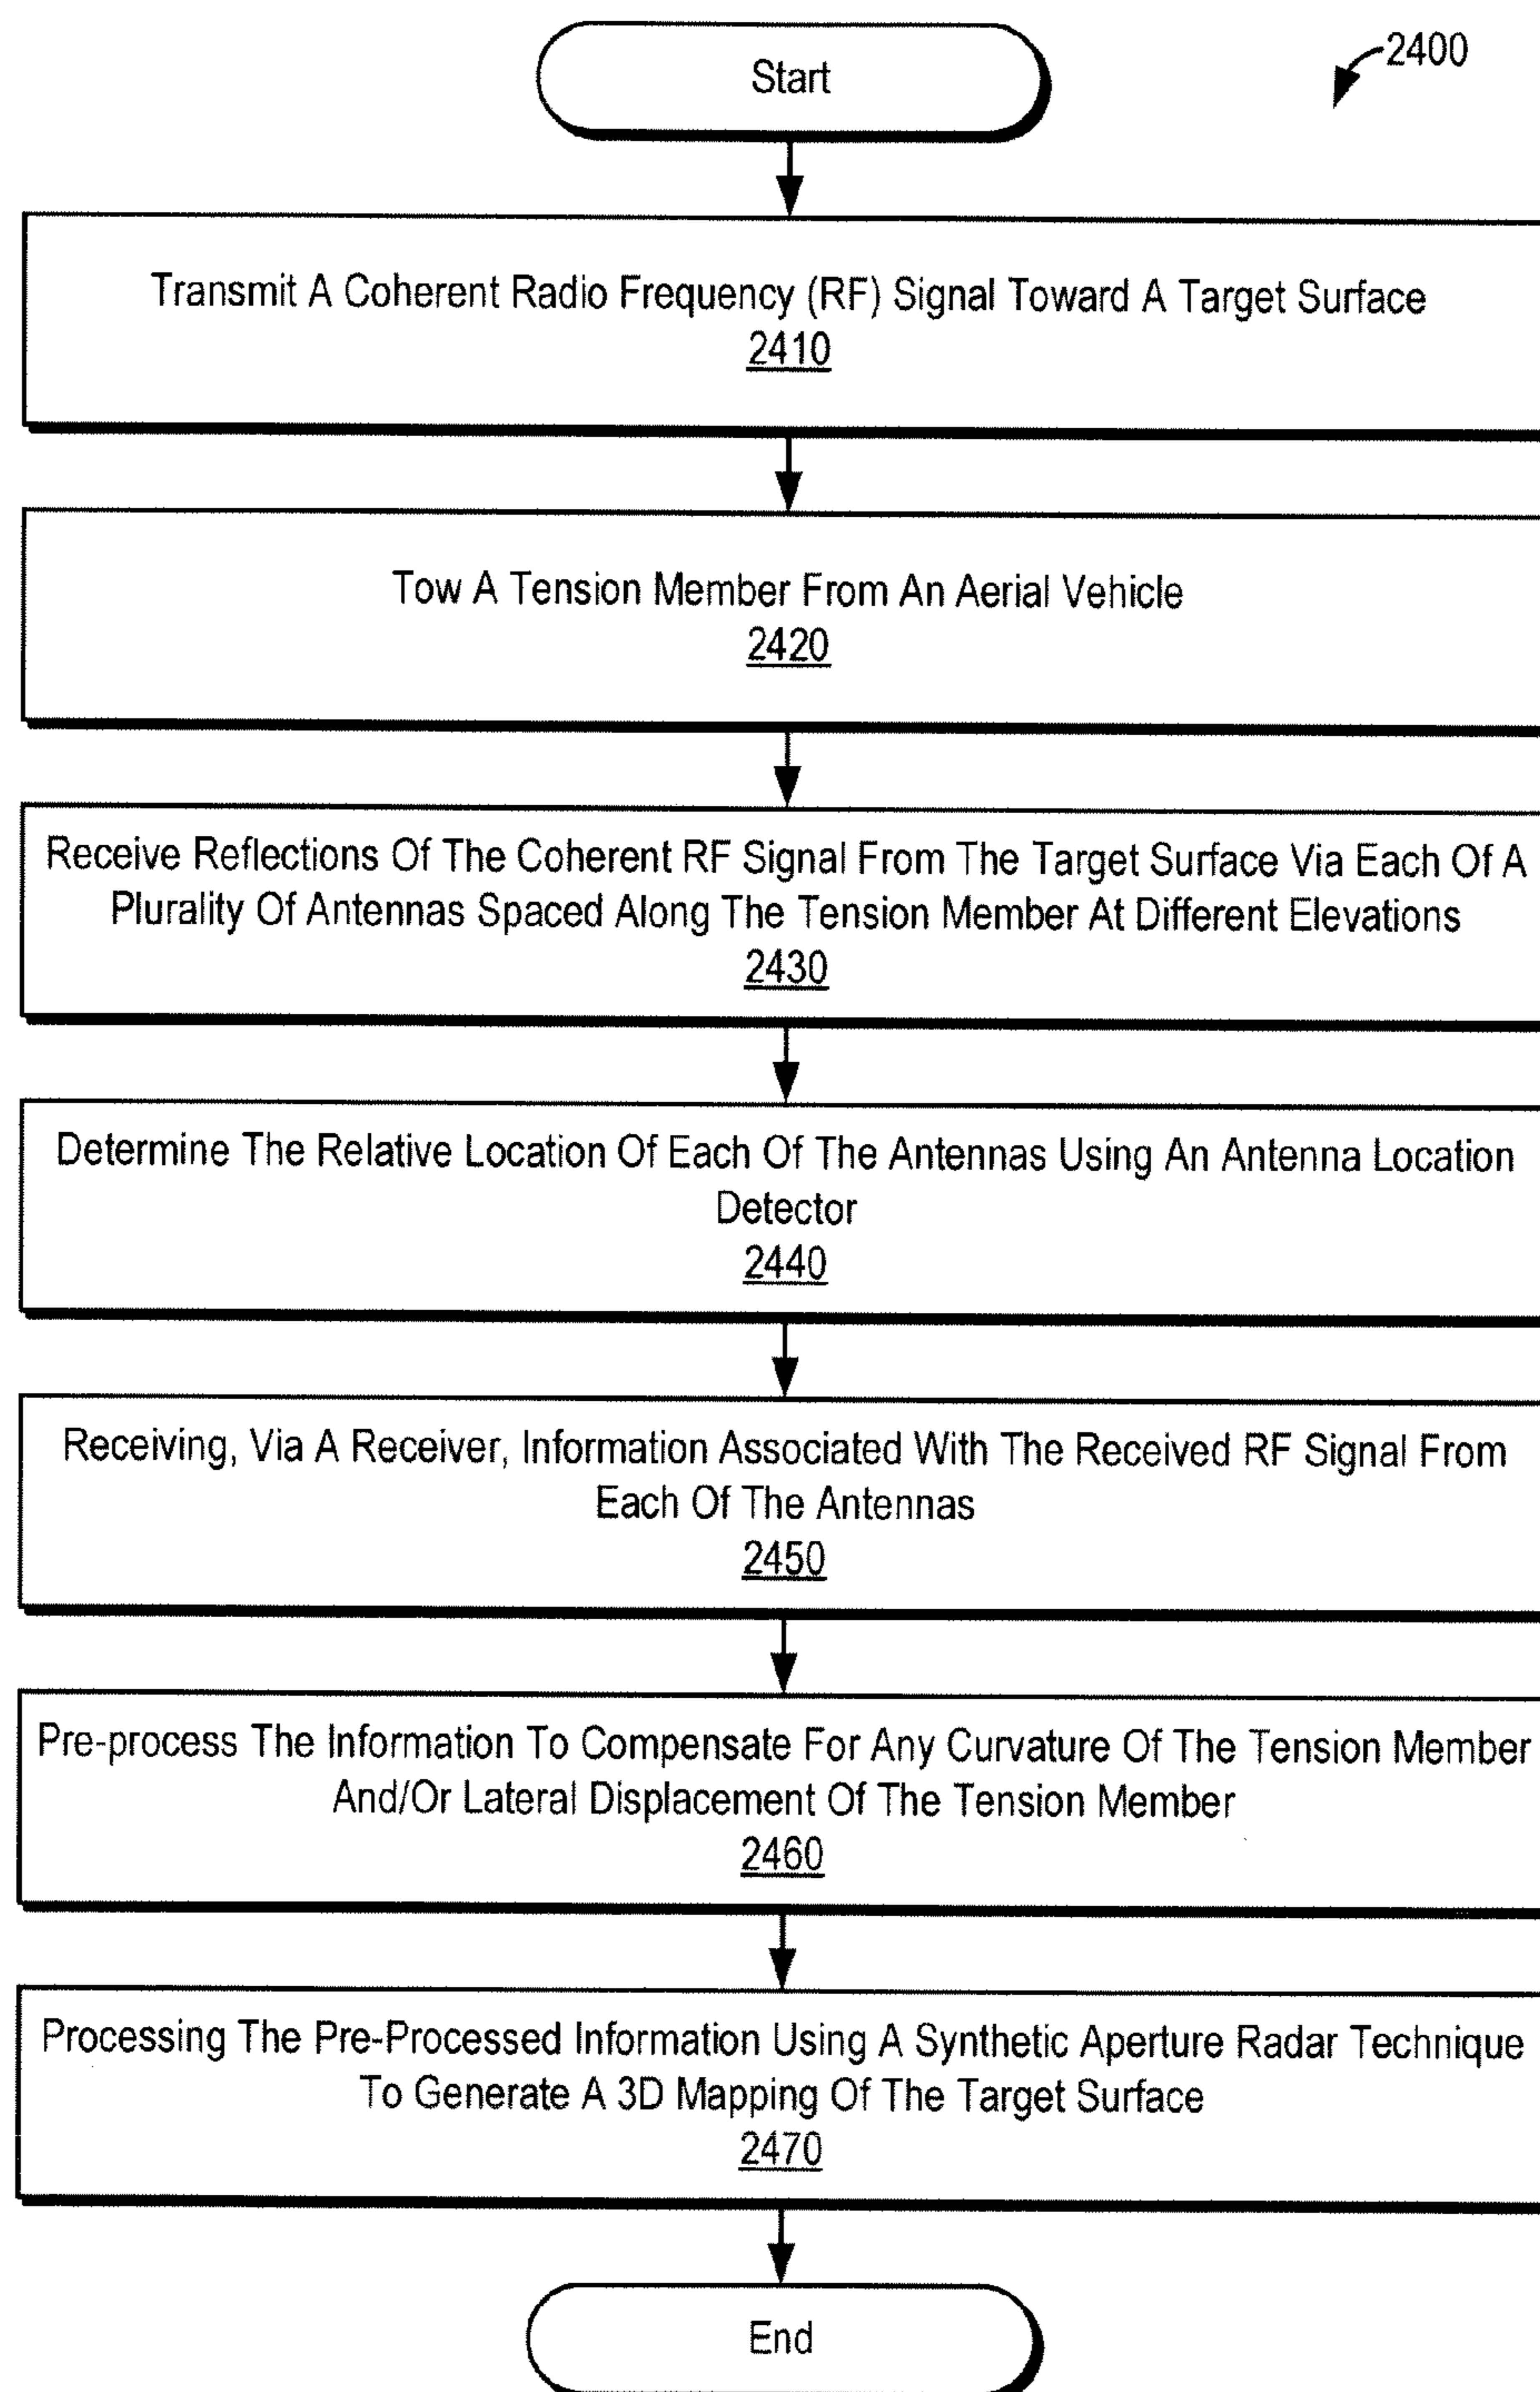 Start
2400
Transmit A Coherent Radio Frequency (RF) Signal Toward A Target Surface
2410
Tow A Tension Member From An Aerial Vehicle
2420
Receive Reflections Of The Coherent RF Signal From The Target Surface Via Each Of A
Plurality Of Antennas Spaced Along The Tension Member At Different Elevations
2430
Determine The Relative Location Of Each Of The Antennas Using An Antenna Location
Detector
2440
Receiving, Via A Receiver, Information Associated With The Received RF Signal From
Each Of The Antennas
2450
Pre-process The Information To Compensate For Any Curvature Of The Tension Member
And/Or Lateral Displacement Of The Tension Member
2460
Processing The Pre-Processed Information Using A Synthetic Aperture Radar Technique
To Generate A 3D Mapping Of The Target Surface
2470
End